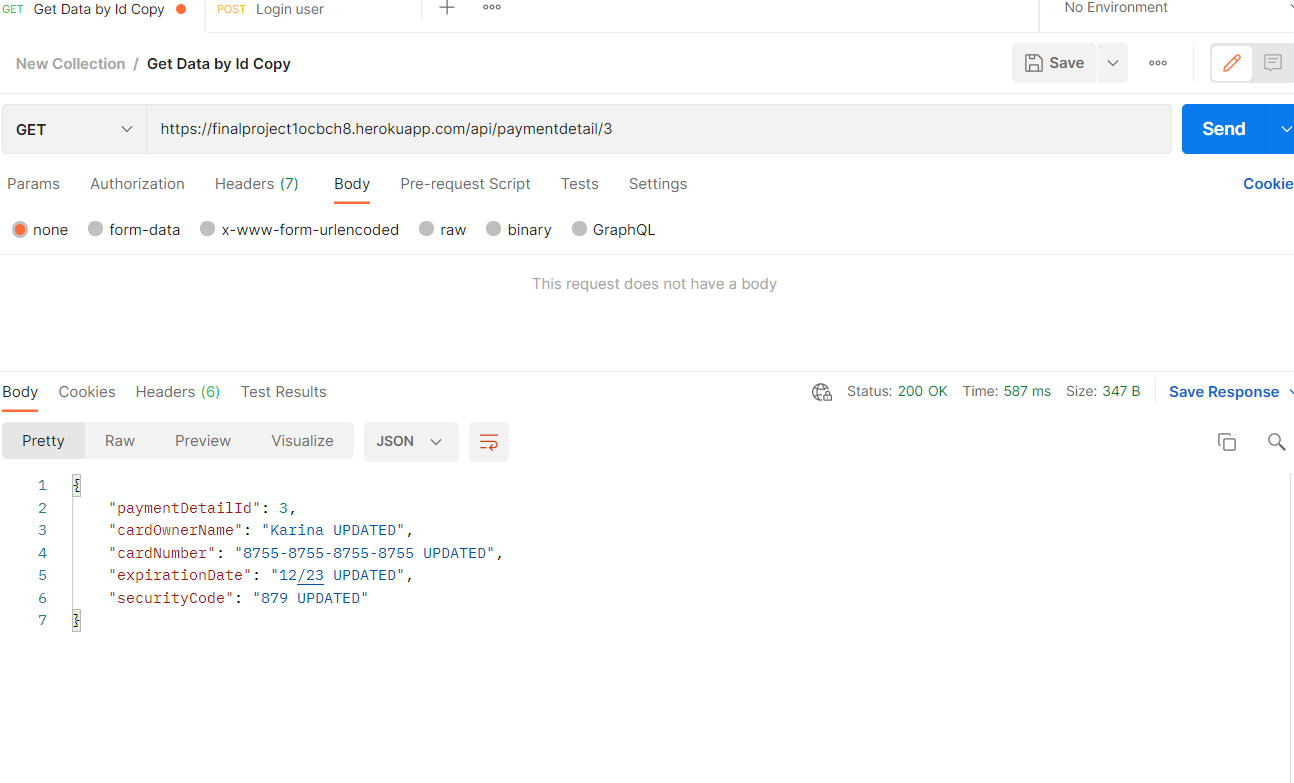 GET Get Data by Id Copy POST Login user No Environment
New Collection / Get Data by Id Copy Save
GET https://finalproject1ocbch8.herokuapp.com/api/paymentdetail/3 Send
Params Authorization Headers (7) Body Pre-request Script Tests Settings Cookie
none form-data x-www-form-urlencoded raw binary GraphQL
This request does not have a body
Body Cookies Headers (6) Test Results Status: 200 OK Time: 587 ms Size: 347 B Save Response
Pretty Raw Preview Visualize JSON
1 {
2 "paymentDetailId": 3,
3 "cardOwnerName": "Karina UPDATED",
4 "cardNumber": "8755-8755-8755-8755 UPDATED",
5 "expirationDate": "12/23 UPDATED",
6 "securityCode": "879 UPDATED"
7 }